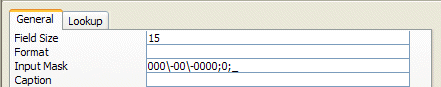 General Lookup
Field Size 15
Format
Input Mask 000\-00\-0000;0;_
Caption